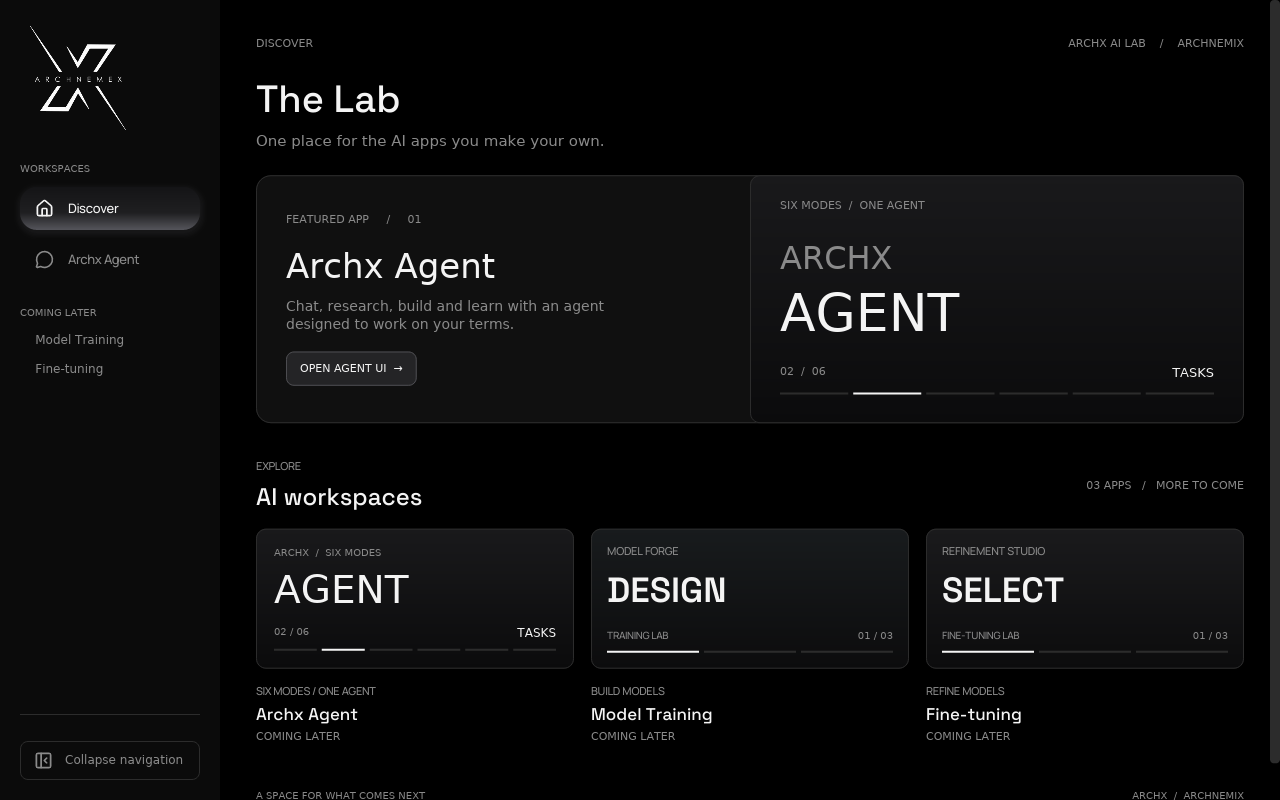 ARCHNEMEX
WORKSPACES
Discover
Archx Agent
COMING LATER
Model Training
Fine-tuning
Collapse navigation
DISCOVER
ARCHX AI LAB / ARCHNEMIX
The Lab
One place for the AI apps you make your own.
FEATURED APP / 01
Archx Agent
Chat, research, build and learn with an agent
designed to work on your terms.
OPEN AGENT UI →
SIX MODES / ONE AGENT
ARCHX
AGENT
02 / 06
TASKS
EXPLORE
AI workspaces
03 APPS / MORE TO COME
ARCHX / SIX MODES
AGENT
02 / 06
TASKS
SIX MODES / ONE AGENT
Archx Agent
COMING LATER
MODEL FORGE
DESIGN
TRAINING LAB
01 / 03
BUILD MODELS
Model Training
COMING LATER
REFINEMENT STUDIO
SELECT
FINE-TUNING LAB
01 / 03
REFINE MODELS
Fine-tuning
COMING LATER
A SPACE FOR WHAT COMES NEXT
ARCHX / ARCHNEMIX